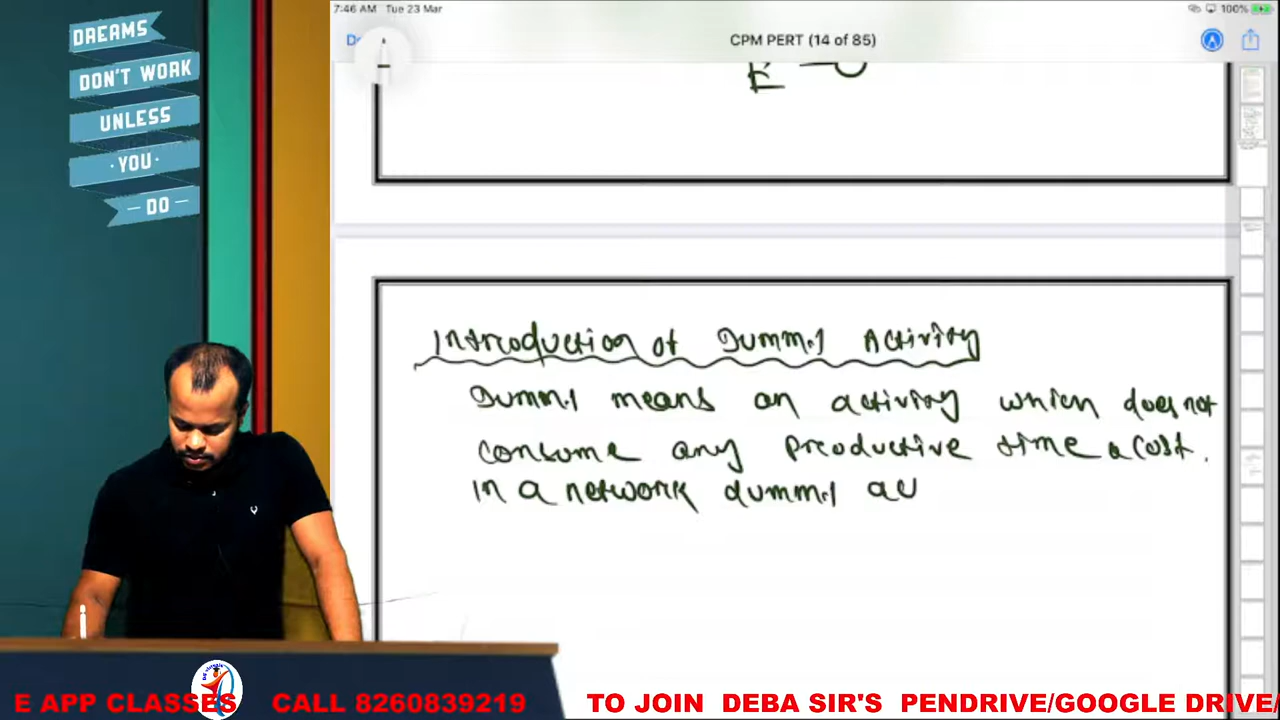 7:46 AM Tue 23 Mar
100%
CPM PERT (14 of 85)
DREAMS
DON'T WORK
UNLESS
·YOU·
— DO —
Introduction of Dummy Activity
Dummy means an activity which does not
consume any productive time & cost.
In a network dummy ac
E APP CLASSES CALL 8260839219 TO JOIN DEBA SIR'S PENDRIVE/GOOGLE DRIVE/